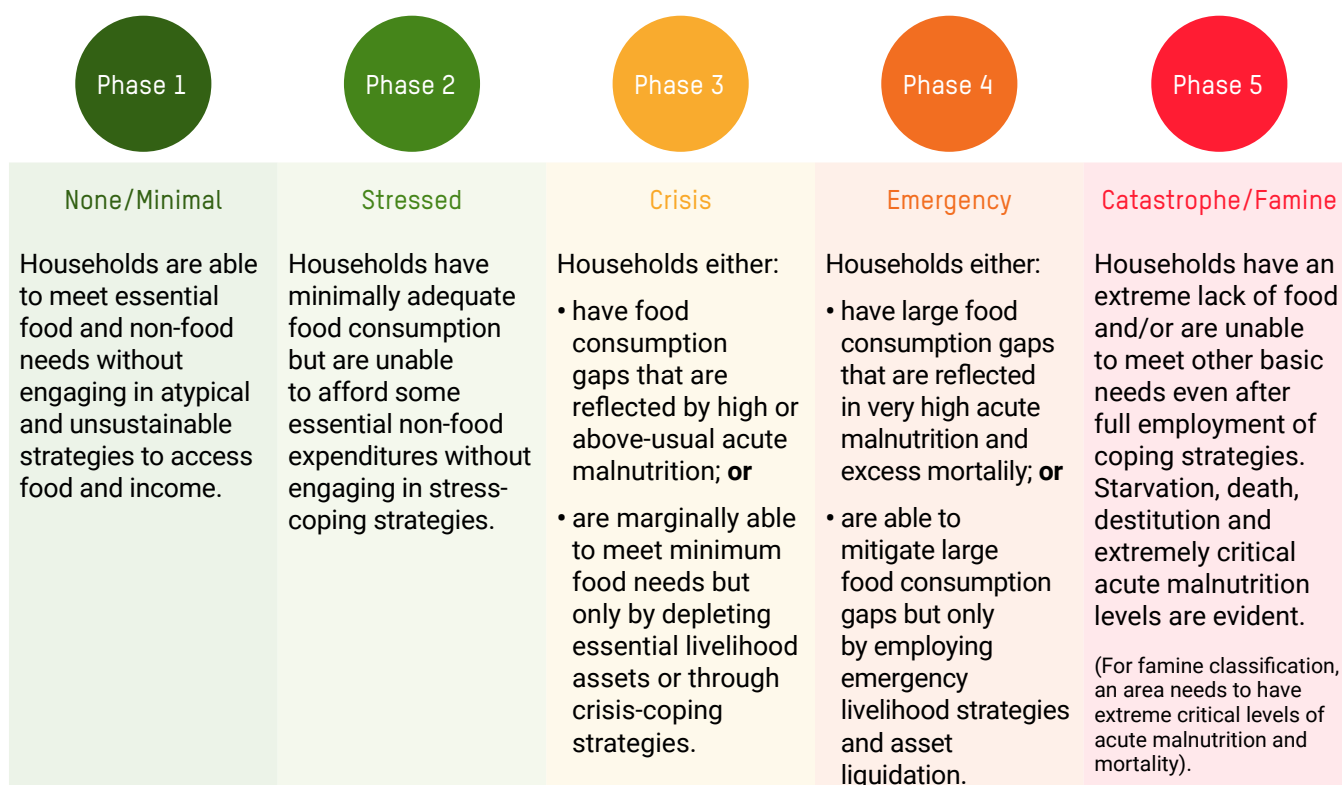 Phase 1
Phase 2
Phase 3
Phase 4
Phase 5
None/Minimal
Households are able
to meet essential
food and non-food
needs without
engaging in atypical
and unsustainable
strategies to access
food and income.
Stressed
Households have
minimally adequate
food consumption
but are unable
to afford some
essential non-food
expenditures without
engaging in stress-
coping strategies.
Crisis
Households either:
• have food
consumption
gaps that are
reflected by high or
above-usual acute
malnutrition; or
• are marginally able
to meet minimum
food needs but
only by depleting
essential livelihood
assets or through
crisis-coping
strategies.
Emergency
Households either:
• have large food
consumption gaps
that are reflected
in very high acute
malnutrition and
excess mortalily; or
• are able to
mitigate large
food consumption
gaps but only
by employing
emergency
livelihood strategies
and asset
liquidation.
Catastrophe/Famine
Households have an
extreme lack of food
and/or are unable
to meet other basic
needs even after
full employment of
coping strategies.
Starvation, death,
destitution and
extremely critical
acute malnutrition
levels are evident.
(For famine classification,
an area needs to have
extreme critical levels of
acute malnutrition and
mortality).